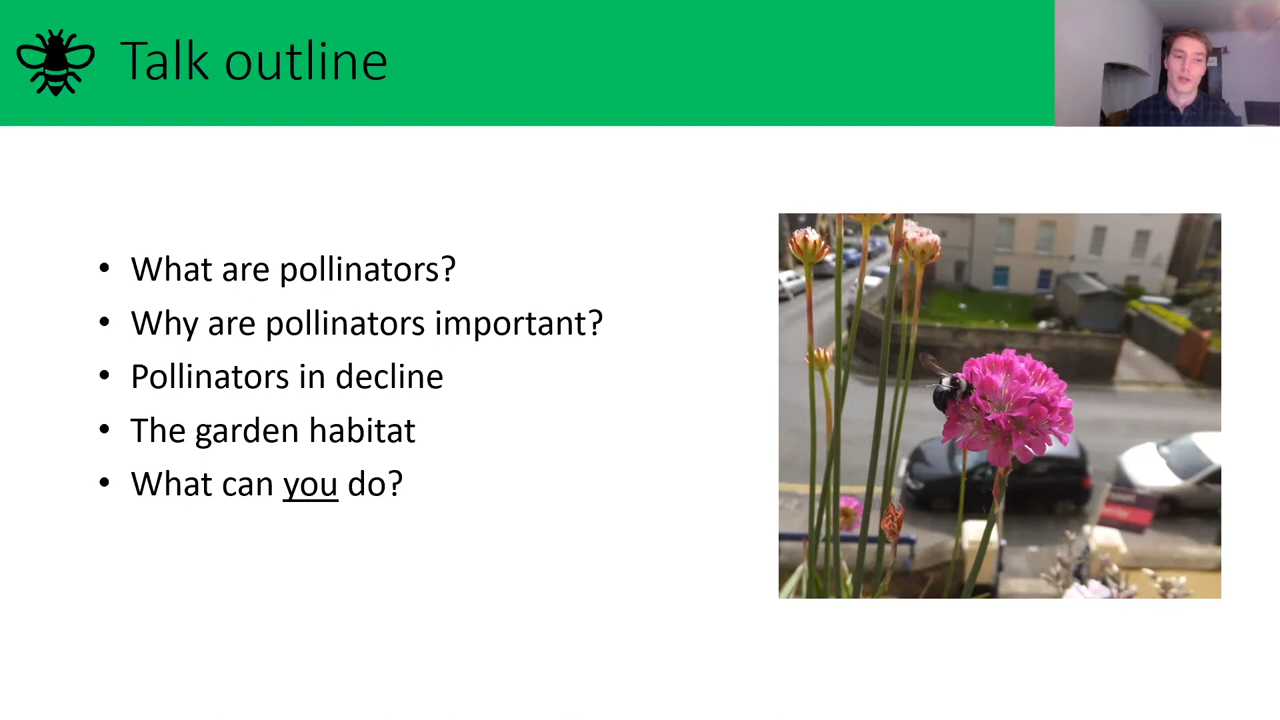 Talk outline
• What are pollinators?
• Why are pollinators important?
• Pollinators in decline
• The garden habitat
• What can you do?